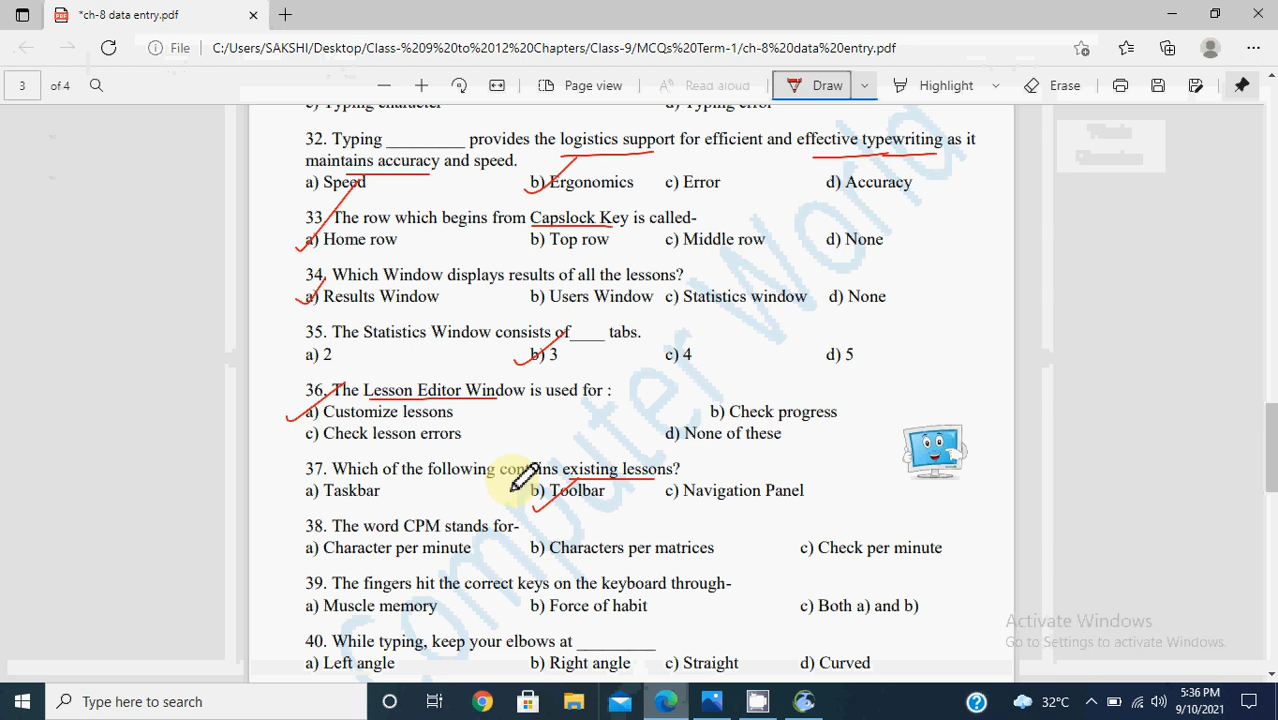 *ch-8 data entry.pdf
File C:/Users/SAKSHI/Desktop/Class-%209%20to%2012%20Chapters/Class-9/MCQs%20Term-1/ch-8%20data%20entry.pdf
3 of 4 Page view Read aloud Draw Highlight Erase
c) Typing character d) Typing error
32. Typing _________ provides the logistics support for efficient and effective typewriting as it
maintains accuracy and speed.
a) Speed b) Ergonomics c) Error d) Accuracy
33. The row which begins from Capslock Key is called-
a) Home row b) Top row c) Middle row d) None
34. Which Window displays results of all the lessons?
a) Results Window b) Users Window c) Statistics window d) None
35. The Statistics Window consists of____ tabs.
a) 2 b) 3 c) 4 d) 5
36. The Lesson Editor Window is used for :
a) Customize lessons b) Check progress
c) Check lesson errors d) None of these
37. Which of the following contains existing lessons?
a) Taskbar b) Toolbar c) Navigation Panel
38. The word CPM stands for-
a) Character per minute b) Characters per matrices c) Check per minute
39. The fingers hit the correct keys on the keyboard through-
a) Muscle memory b) Force of habit c) Both a) and b)
40. While typing, keep your elbows at _________
a) Left angle b) Right angle c) Straight d) Curved
Computer World
Activate Windows
Go to Settings to activate Windows.
Type here to search
32°C
5:36 PM
9/10/2021